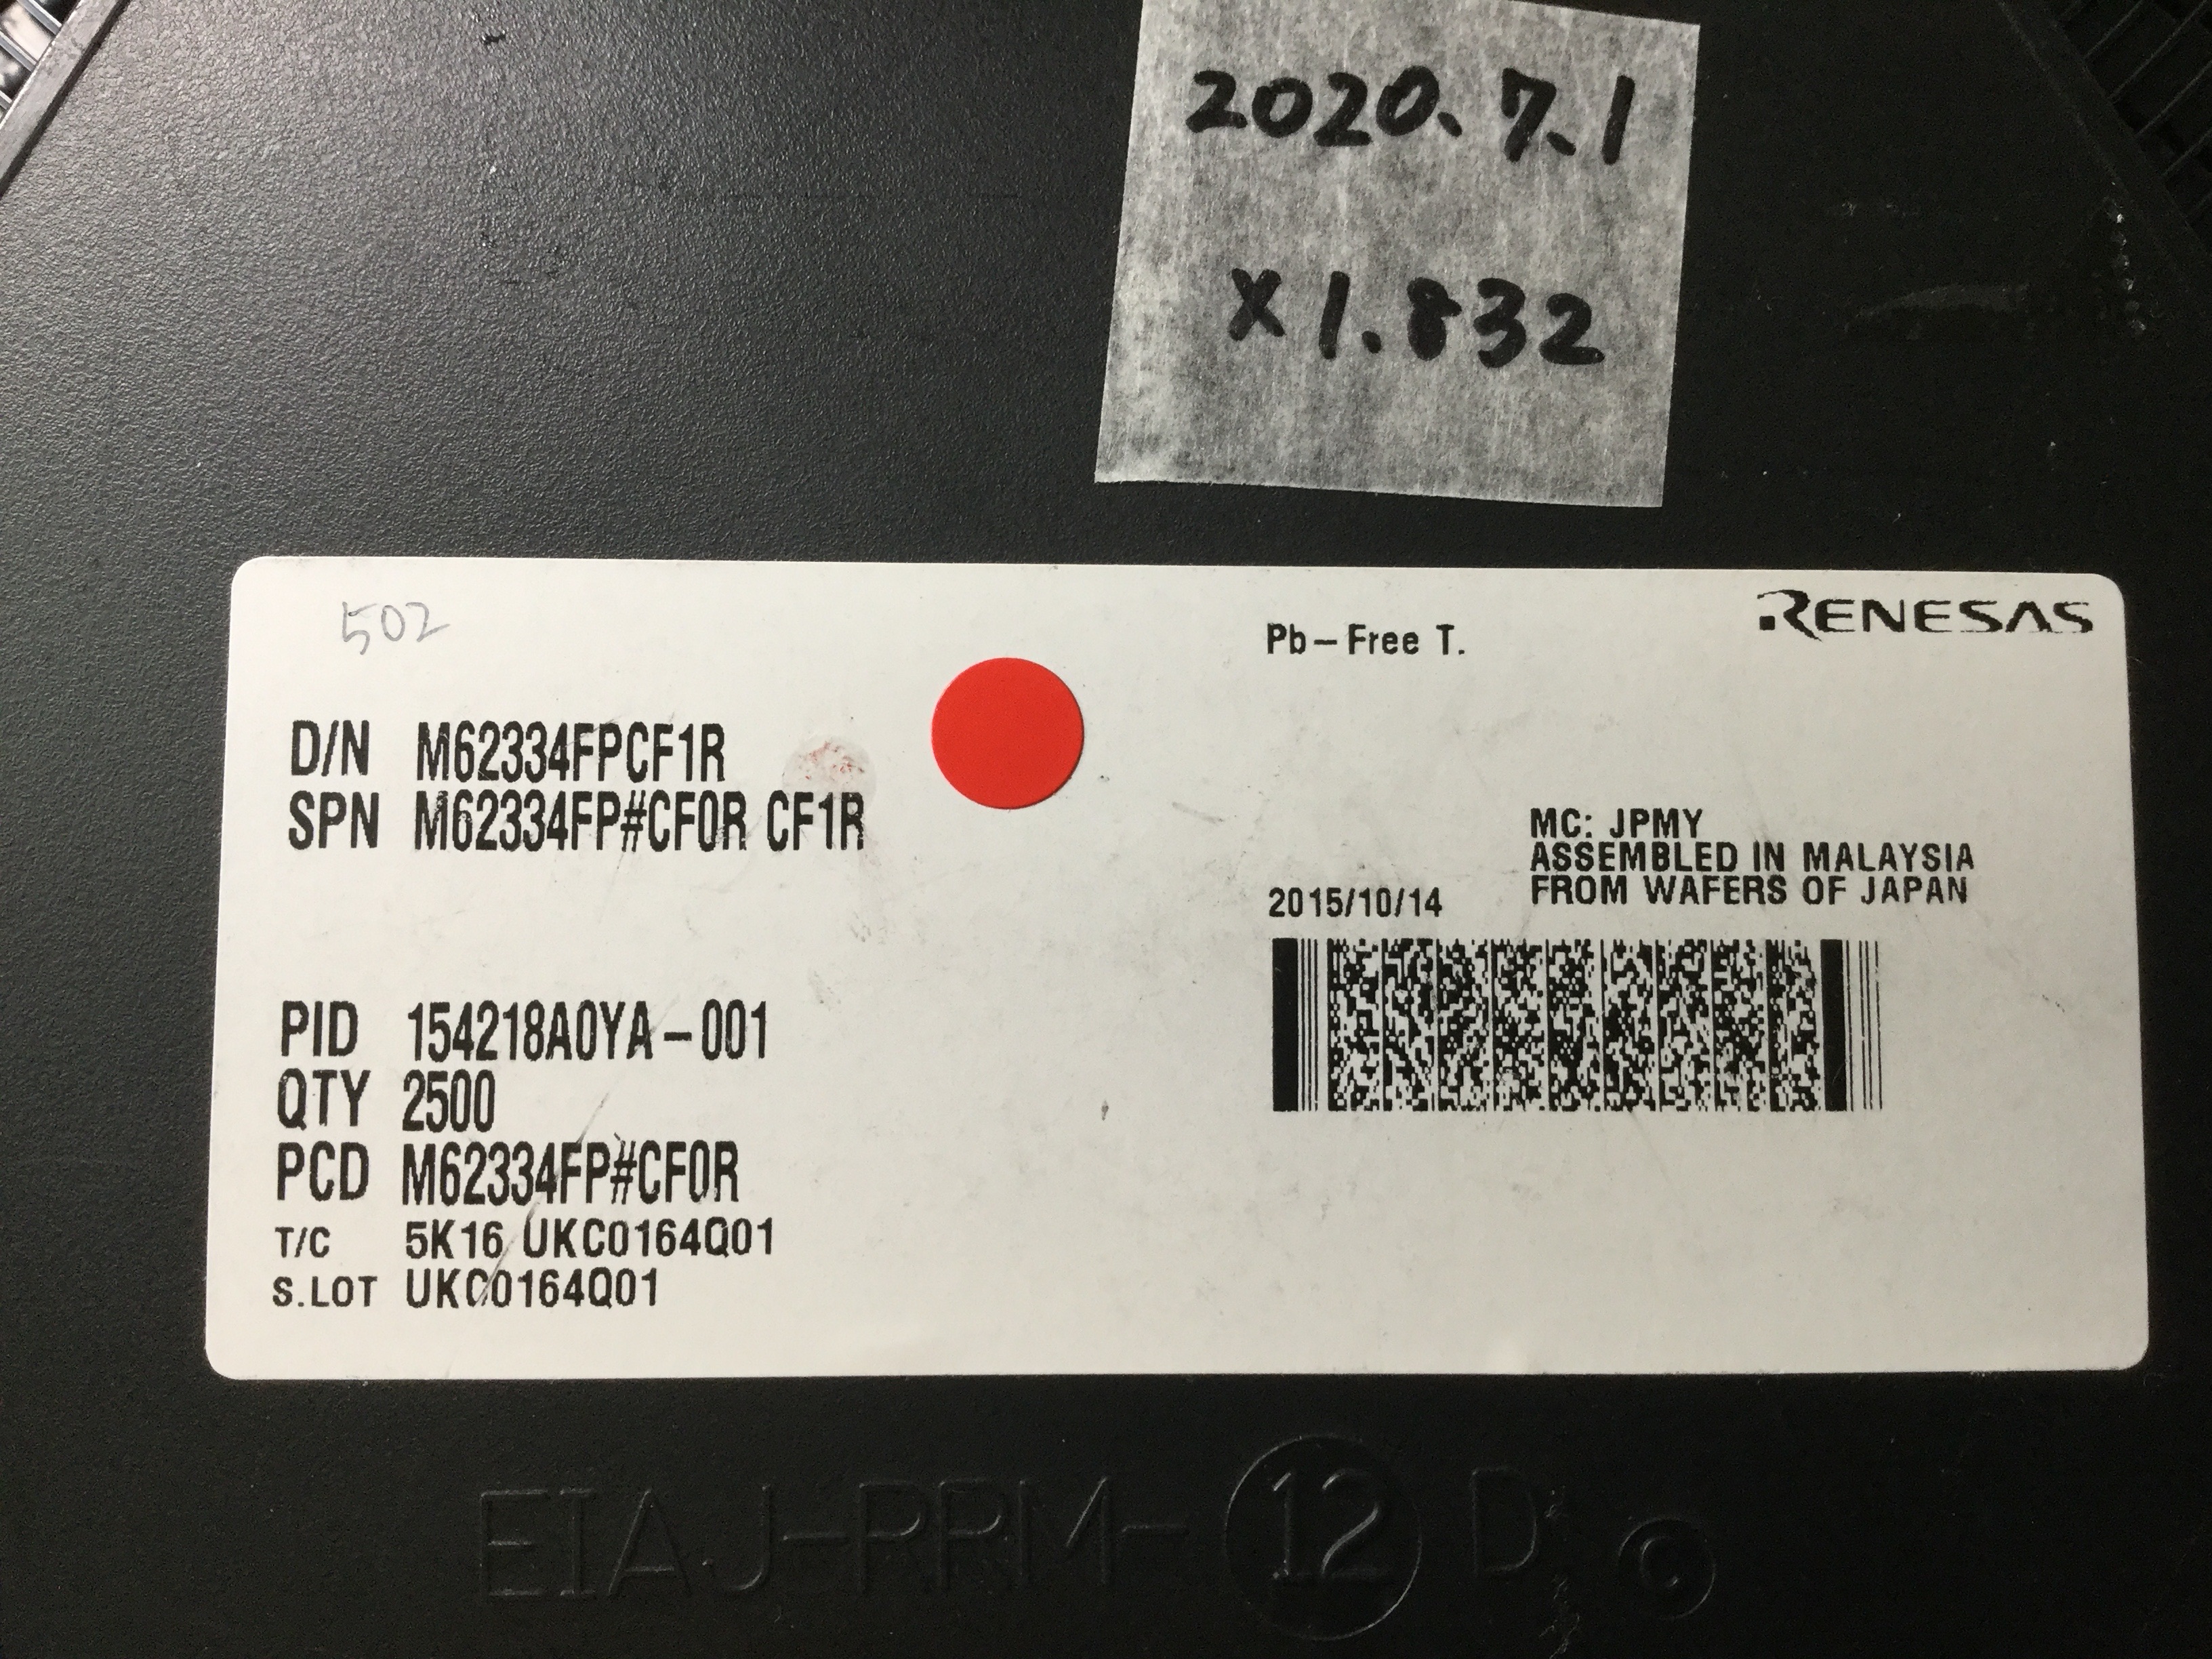 2020.7.1
×1.832
502
Pb-Free T.
RENESAS
D/N M62334FPCF1R
SPN M62334FP#CF0R CF1R
MC: JPMY
ASSEMBLED IN MALAYSIA
FROM WAFERS OF JAPAN
2015/10/14
PID 154218A0YA-001
QTY 2500
PCD M62334FP#CF0R
T/C 5K16 UKC0164Q01
S.LOT UKC0164Q01
EIAJ-RRM-12D ©